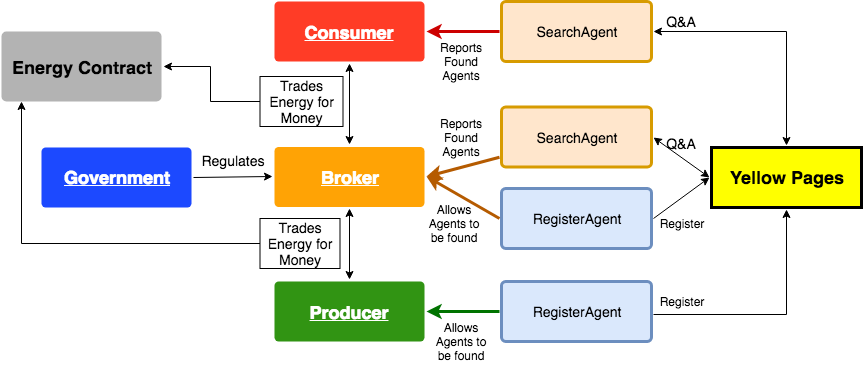 Consumer
Reports
Found
Agents
SearchAgent
Q&A
Energy Contract
Trades
Energy for
Money
Reports
Found
Agents
SearchAgent
Q&A
Government
Regulates
Broker
Yellow Pages
Allows
Agents to
be found
RegisterAgent
Register
Trades
Energy for
Money
Producer
Allows
Agents to
be found
RegisterAgent
Register